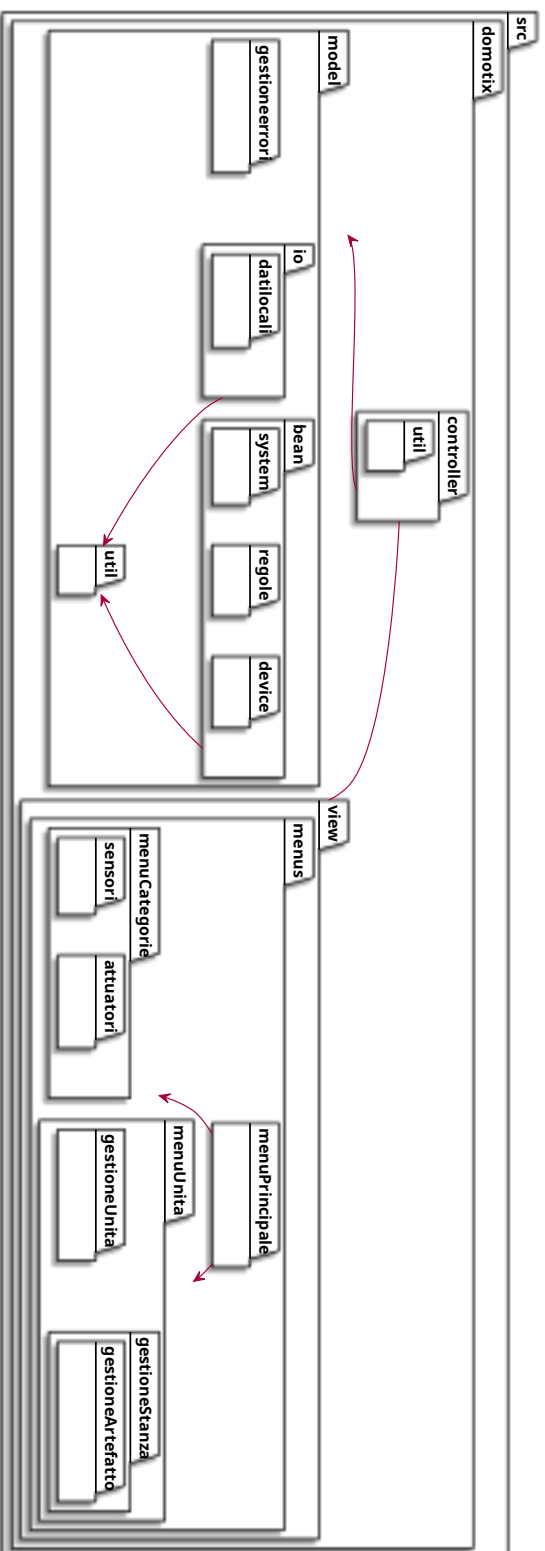 src
domotix
controller
util
model
gestioneerrori
io
datilocali
bean
system
regole
device
util
view
menus
menuPrincipale
menuCategorie
sensori
attuatori
menuUnita
gestioneUnita
gestioneStanza
gestioneArtefatto